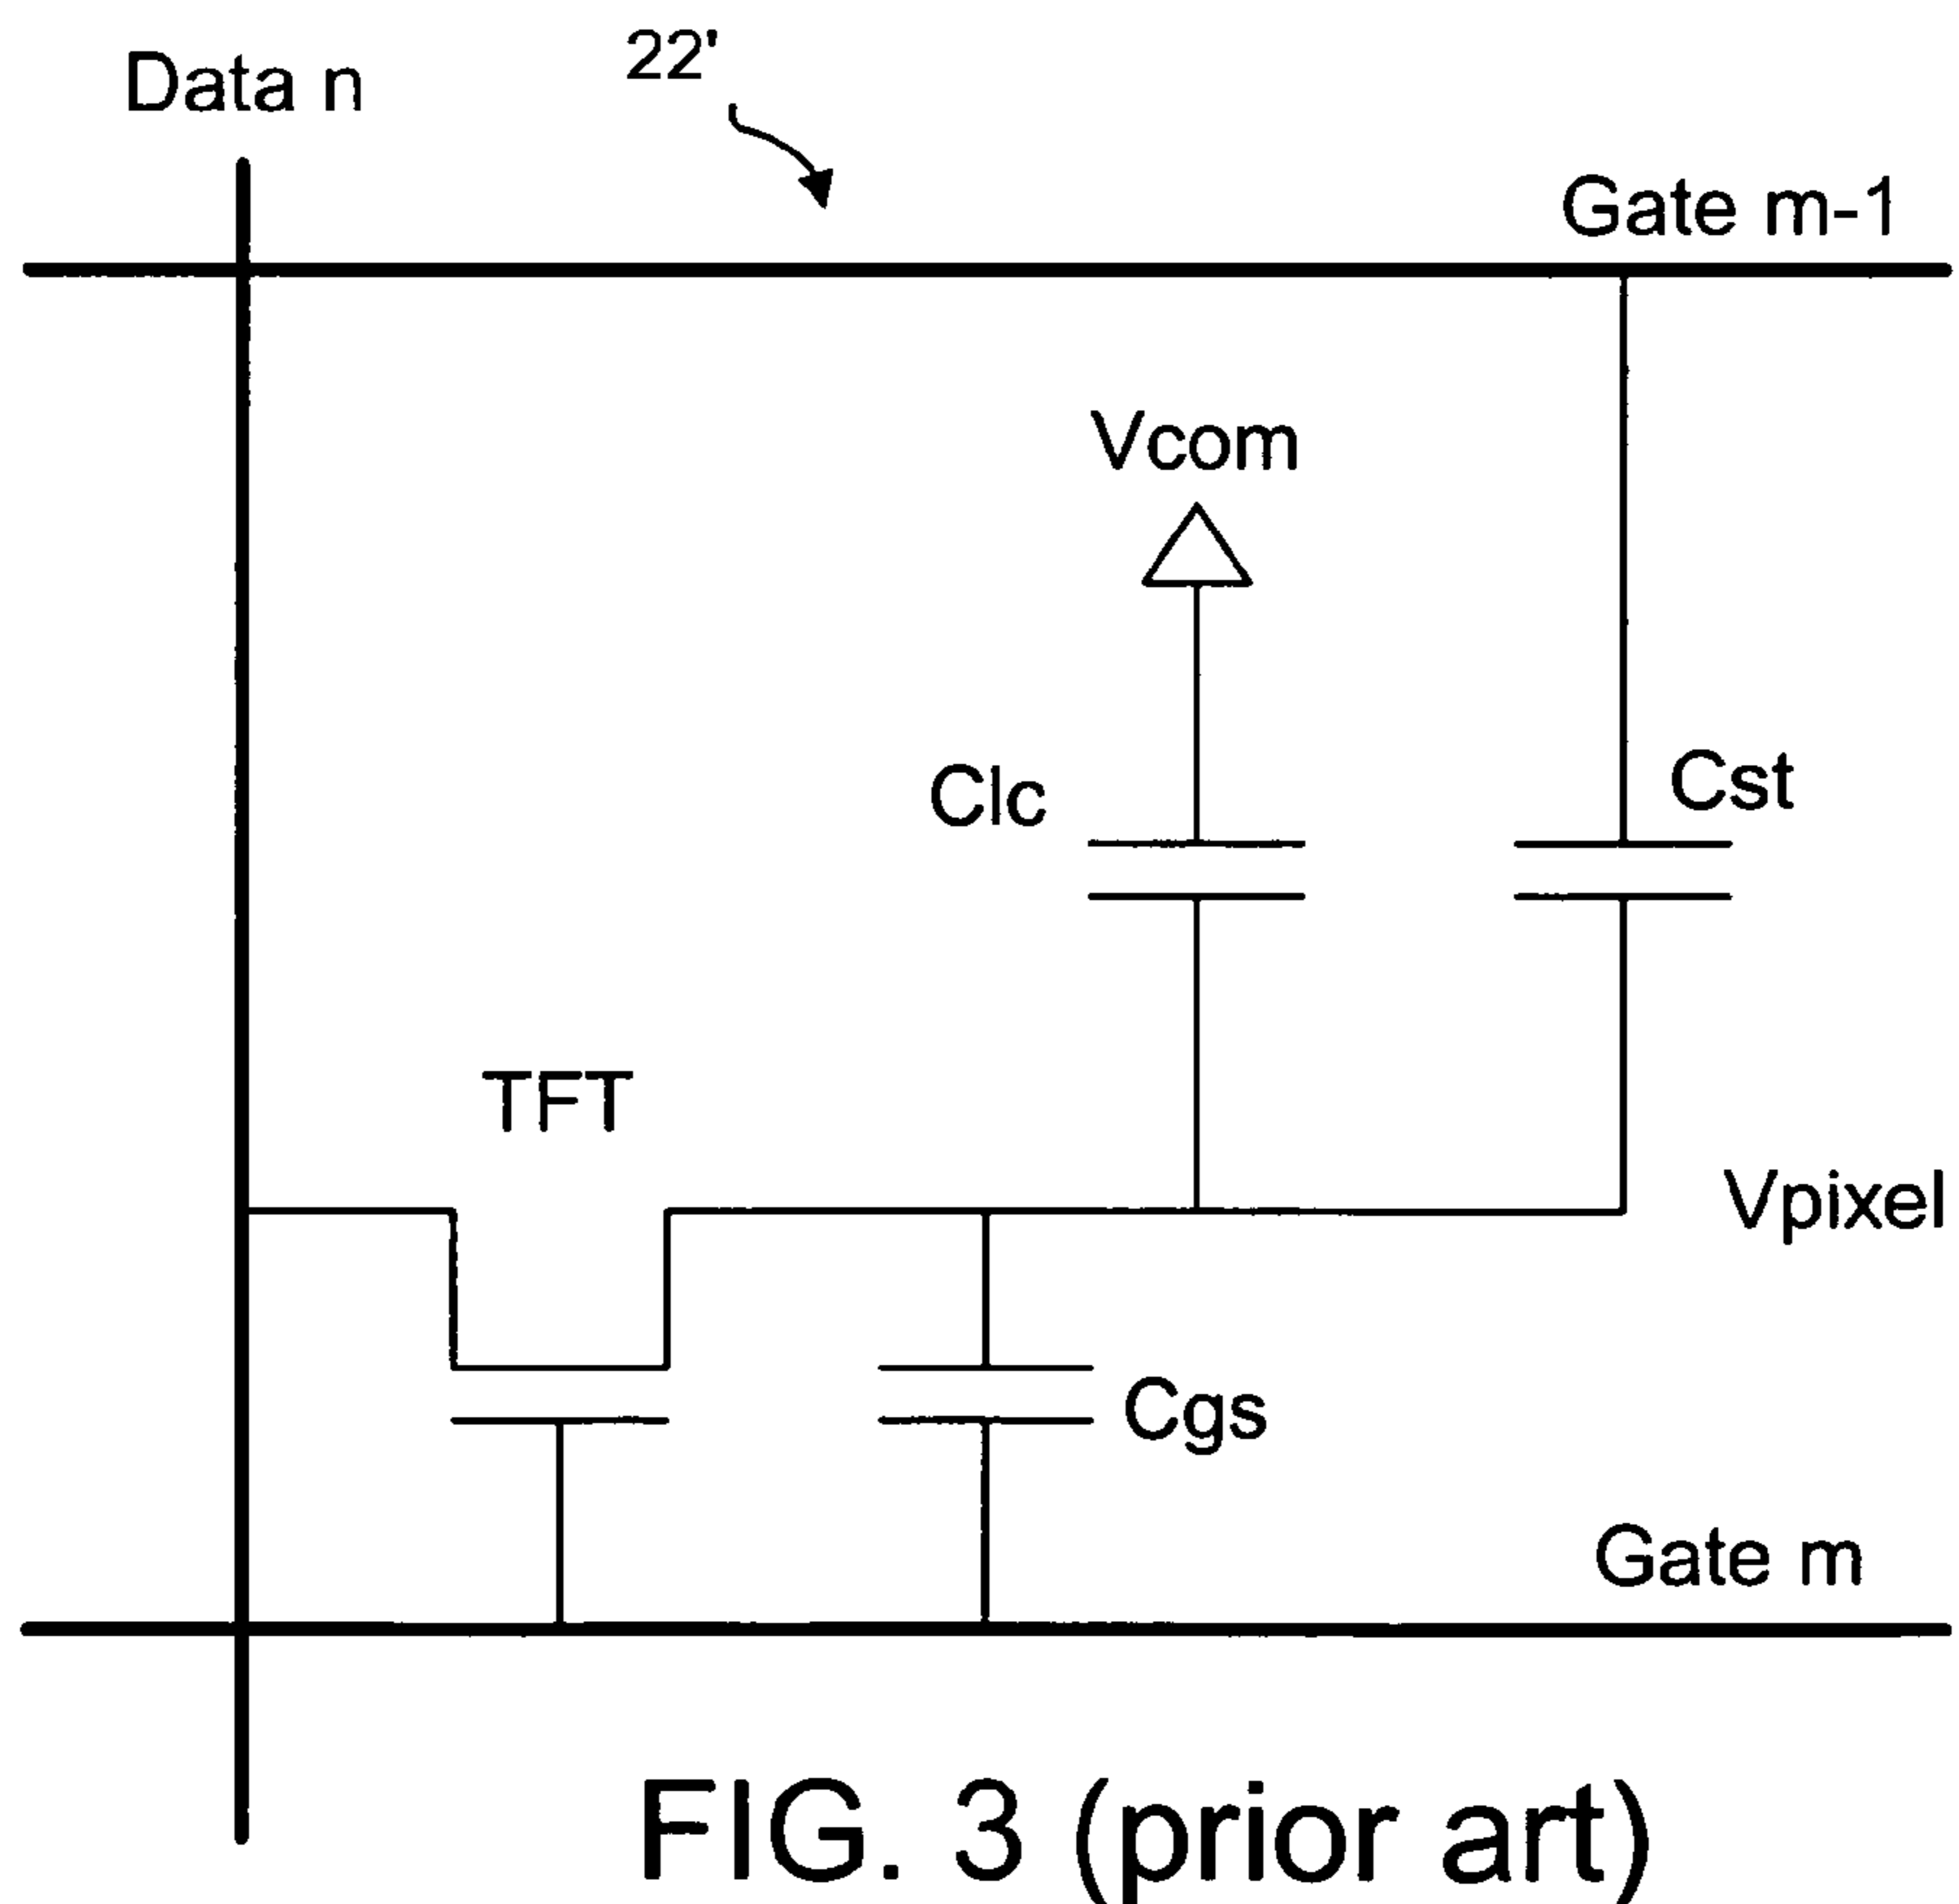 Data n
22'
Gate m-1
Vcom
Clc
Cst
TFT
Vpixel
Cgs
Gate m
FIG. 3 (prior art)